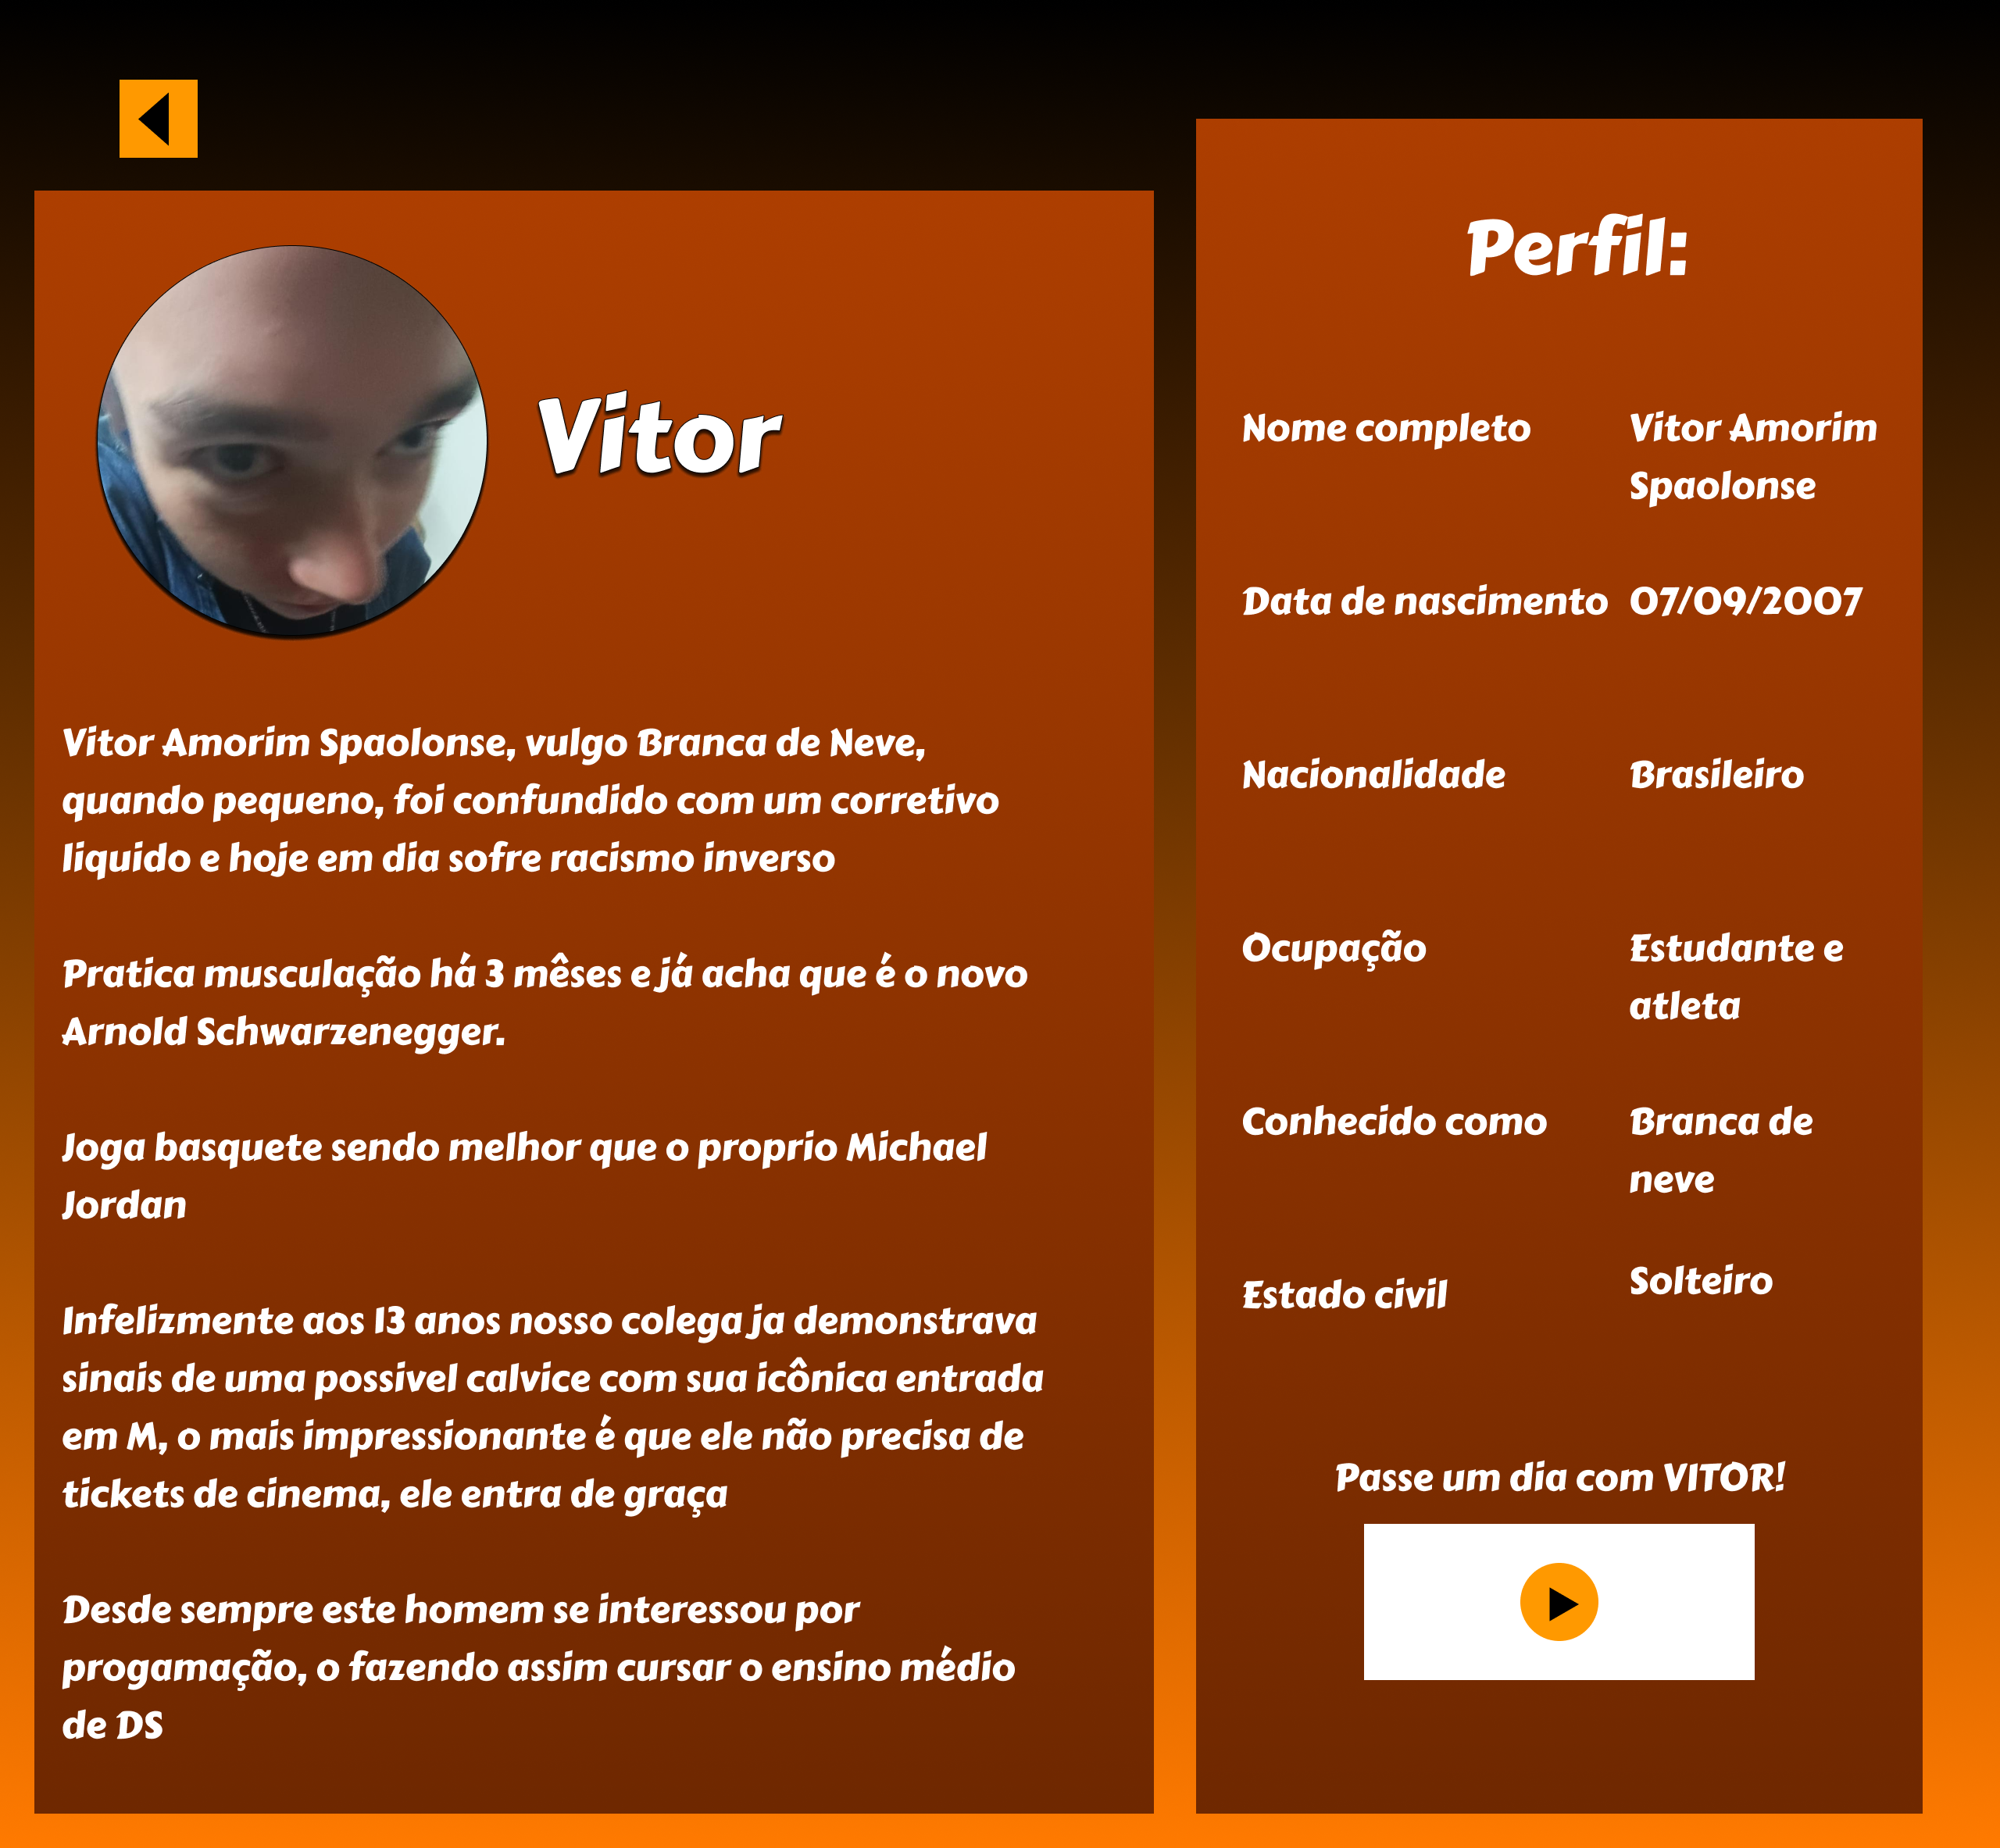 Vitor
Vitor Amorim Spaolonse, vulgo Branca de Neve,
quando pequeno, foi confundido com um corretivo
liquido e hoje em dia sofre racismo inverso
Pratica musculação há 3 mêses e já acha que é o novo
Arnold Schwarzenegger.
Joga basquete sendo melhor que o proprio Michael
Jordan
Infelizmente aos 13 anos nosso colega ja demonstrava
sinais de uma possivel calvice com sua icônica entrada
em M, o mais impressionante é que ele não precisa de
tickets de cinema, ele entra de graça
Desde sempre este homem se interessou por
progamação, o fazendo assim cursar o ensino médio
de DS
Perfil:
Nome completo
Vitor Amorim
Spaolonse
Data de nascimento
07/09/2007
Nacionalidade
Brasileiro
Ocupação
Estudante e
atleta
Conhecido como
Branca de
neve
Estado civil
Solteiro
Passe um dia com VITOR!